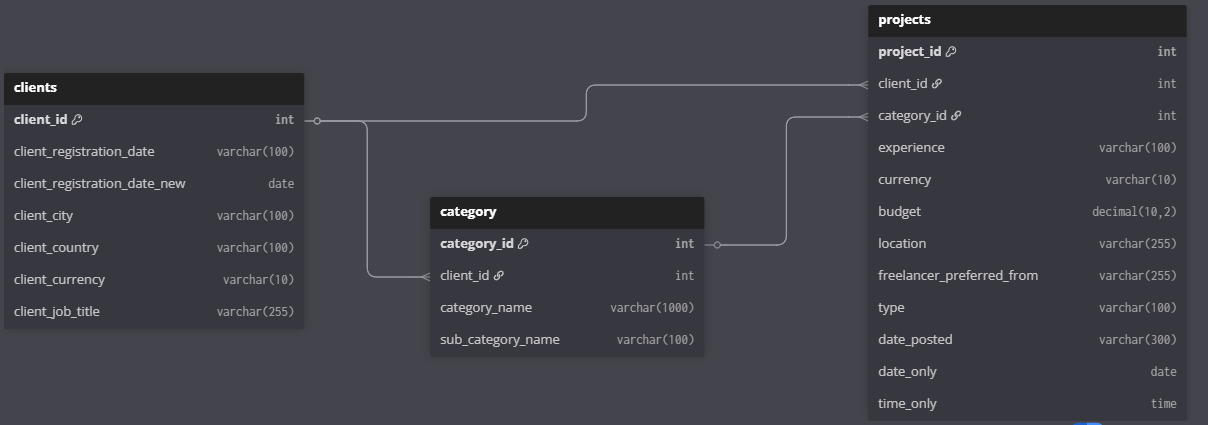 clients
client_id int
client_registration_date varchar(100)
client_registration_date_new date
client_city varchar(100)
client_country varchar(100)
client_currency varchar(10)
client_job_title varchar(255)
category
category_id int
client_id int
category_name varchar(1000)
sub_category_name varchar(100)
projects
project_id int
client_id int
category_id int
experience varchar(100)
currency varchar(10)
budget decimal(10,2)
location varchar(255)
freelancer_preferred_from varchar(255)
type varchar(100)
date_posted varchar(300)
date_only date
time_only time